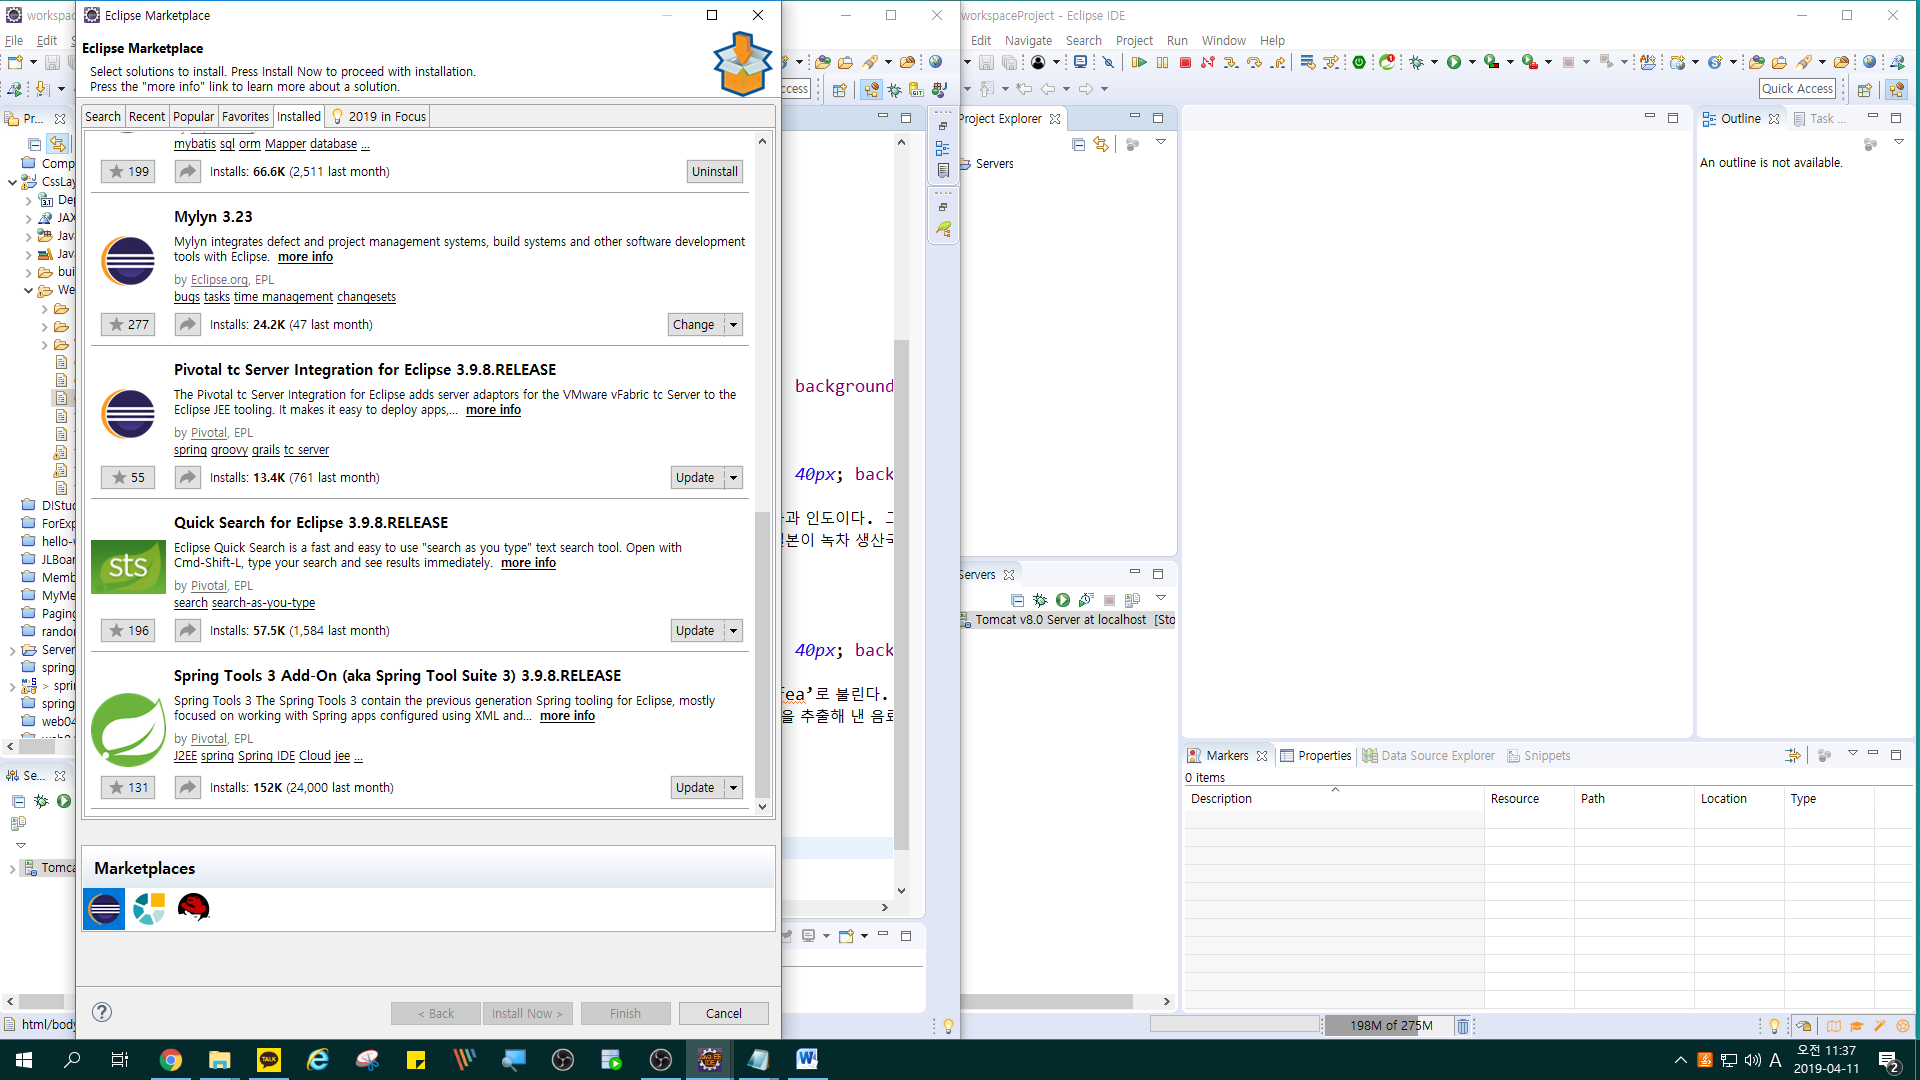 workspac
Eclipse Marketplace
workspaceProject - Eclipse IDE
File Edit S
Edit Navigate Search Project Run Window Help
Eclipse Marketplace
Select solutions to install. Press Install Now to proceed with installation.
Press the "more info" link to learn more about a solution.
ccess
Quick Access
Search Recent Popular Favorites Installed 2019 in Focus
Pr...
Project Explorer
Outline
Task ...
mybatis sql orm Mapper database ...
199
Installs: 66.6K (2,511 last month)
Uninstall
Servers
An outline is not available.
Comp
CssLay
De
JAX
Jav
Jav
bui
We
Mylyn 3.23
Mylyn integrates defect and project management systems, build systems and other software development
tools with Eclipse. more info
by Eclipse.org, EPL
bugs tasks time management changesets
277
Installs: 24.2K (47 last month)
Change
Pivotal tc Server Integration for Eclipse 3.9.8.RELEASE
The Pivotal tc Server Integration for Eclipse adds server adaptors for the VMware vFabric tc Server to the
Eclipse JEE tooling. It makes it easy to deploy apps,... more info
by Pivotal, EPL
spring groovy grails tc server
55
Installs: 13.4K (761 last month)
Update
background
40px; back
과 인도이다. 그
일본이 녹차 생산국
DIStud
ForExp
hello-w
JLBoar
Memb
MyMe
Paging
randon
Server
spring
> sprin
spring
web04
Quick Search for Eclipse 3.9.8.RELEASE
Eclipse Quick Search is a fast and easy to use "search as you type" text search tool. Open with
Cmd-Shift-L, type your search and see results immediately. more info
sts
by Pivotal, EPL
search search-as-you-type
196
Installs: 57.5K (1,584 last month)
Update
Servers
Tomcat v8.0 Server at localhost [Sto
40px; back
Tea’로 불린다.
을 추출해 낸 음료
Spring Tools 3 Add-On (aka Spring Tool Suite 3) 3.9.8.RELEASE
Spring Tools 3 The Spring Tools 3 contain the previous generation Spring tooling for Eclipse, mostly
focused on working with Spring apps configured using XML and... more info
by Pivotal, EPL
J2EE spring Spring IDE Cloud jee ...
131
Installs: 152K (24,000 last month)
Update
Se...
Tomca
Markers
Properties
Data Source Explorer
Snippets
0 items
Description Resource Path Location Type
Marketplaces
< Back
Install Now >
Finish
Cancel
html/body
198M of 275M
TALK
오전 11:37
2019-04-11
A
2